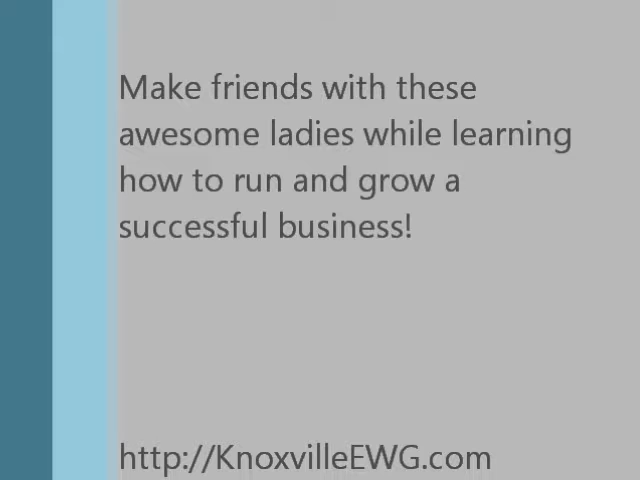 Make friends with these
awesome ladies while learning
how to run and grow a
successful business!
http://KnoxvilleEWG.com